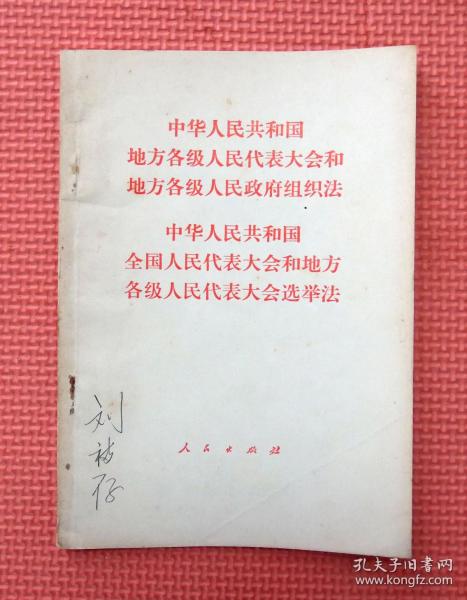 中华人民共和国
地方各级人民代表大会和
地方各级人民政府组织法
中华人民共和国
全国人民代表大会和地方
各级人民代表大会选举法
刘
存
人民出版社
孔夫子旧书网
www.kongfz.com